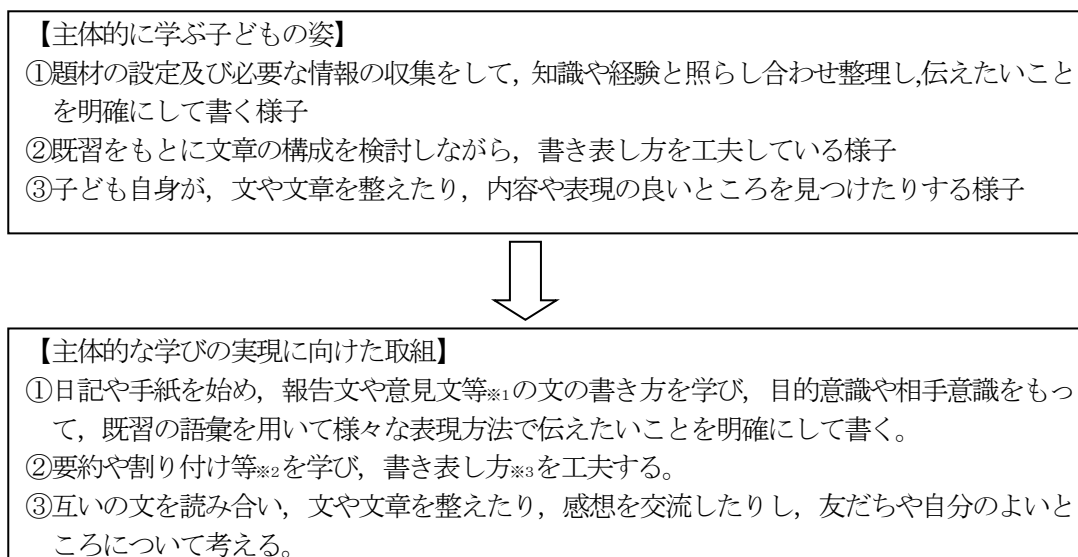 【主体的に学ぶ子どもの姿】
①題材の設定及び必要な情報の収集をして，知識や経験と照らし合わせ整理し,伝えたいこと
を明確にして書く様子
②既習をもとに文章の構成を検討しながら，書き表し方を工夫している様子
③子ども自身が，文や文章を整えたり，内容や表現の良いところを見つけたりする様子
【主体的な学びの実現に向けた取組】
①日記や手紙を始め，報告文や意見文等※1の文の書き方を学び，目的意識や相手意識をもっ
て，既習の語彙を用いて様々な表現方法で伝えたいことを明確にして書く。
②要約や割り付け等※2を学び，書き表し方※3を工夫する。
③互いの文を読み合い，文や文章を整えたり，感想を交流したりし，友だちや自分のよいと
ころについて考える。